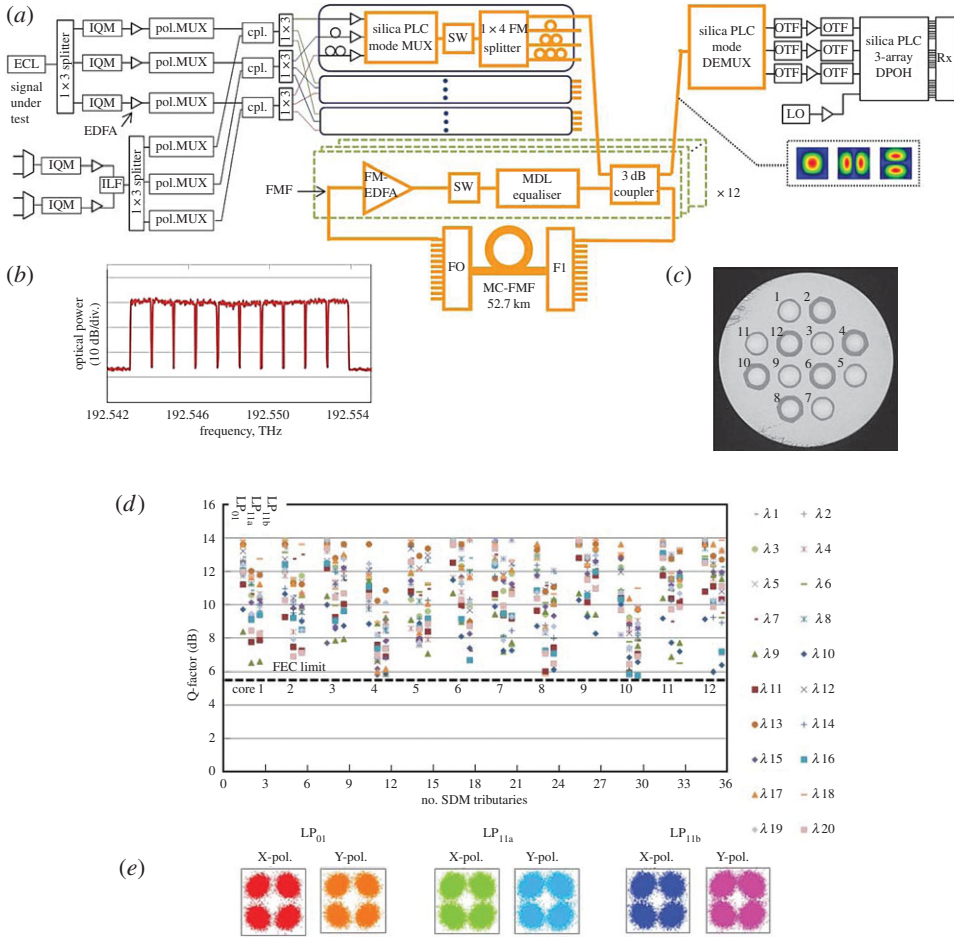 (a)
ECL
signal under test
1×3 splitter
IQM
pol.MUX
IQM
pol.MUX
IQM
pol.MUX
EDFA
cpl.
cpl.
cpl.
1×3
1×3
1×3
IQM
IQM
ILF
1×3 splitter
pol.MUX
pol.MUX
pol.MUX
silica PLC mode MUX
SW
1×4 FM splitter
FMF
FM-EDFA
SW
MDL equaliser
3 dB coupler
×12
FO
MC-FMF 52.7 km
F1
silica PLC mode DEMUX
OTF
OTF
OTF
OTF
OTF
OTF
LO
silica PLC 3-array DPOH
Rx
(b)
optical power (10 dB/div.)
192.542 192.546 192.550 192.554
frequency, THz
(c)
1 2
11 12 3 4
10 9 6 5
8 7
(d)
Q-factor (dB)
16
14
12
10
8
6
4
2
0
LP01
LP11a
LP11b
FEC limit
core 1 2 3 4 5 6 7 8 9 10 11 12
0 3 6 9 12 15 18 21 24 27 30 33 36
no. SDM tributaries
λ1 λ2
λ3 λ4
λ5 λ6
λ7 λ8
λ9 λ10
λ11 λ12
λ13 λ14
λ15 λ16
λ17 λ18
λ19 λ20
(e)
LP01 LP11a LP11b
X-pol. Y-pol. X-pol. Y-pol. X-pol. Y-pol.